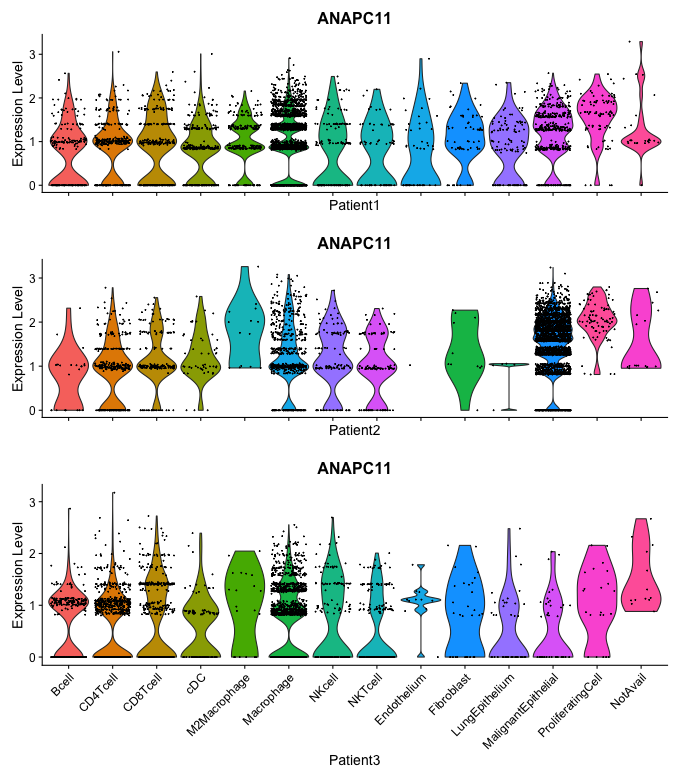 ANAPC11
Expression Level
3
2
1
0
Patient1
ANAPC11
Expression Level
3
2
1
0
Patient2
ANAPC11
Expression Level
3
2
1
0
Bcell
CD4Tcell
CD8Tcell
cDC
M2Macrophage
Macrophage
NKcell
NKTcell
Endothelium
Fibroblast
LungEpithelium
MalignantEpithelial
ProliferatingCell
NotAvail
Patient3